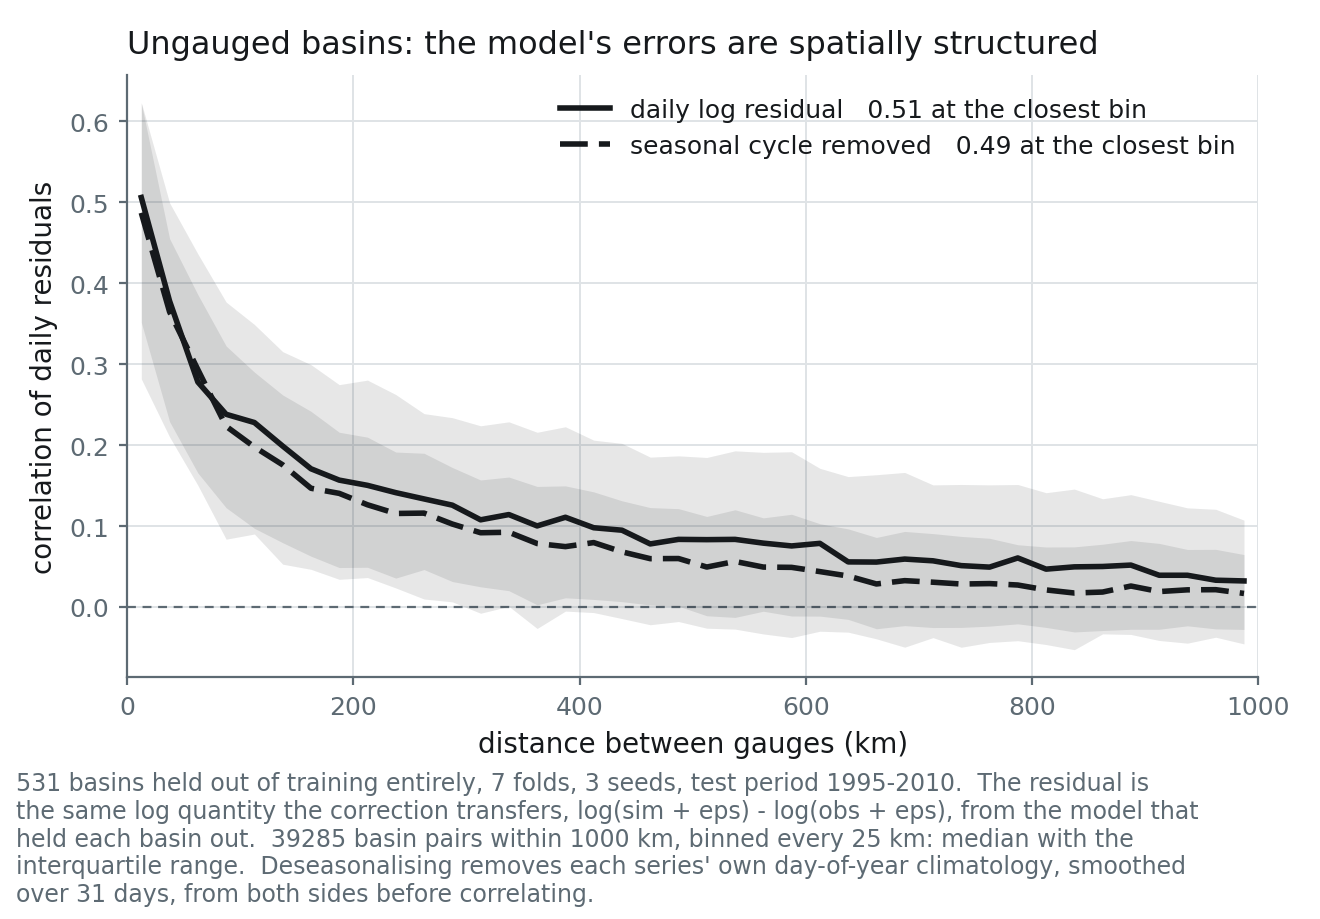 Ungauged basins: the model's errors are spatially structured
daily log residual   0.51 at the closest bin
seasonal cycle removed   0.49 at the closest bin
correlation of daily residuals
0.6
0.5
0.4
0.3
0.2
0.1
0.0
0
200
400
600
800
1000
distance between gauges (km)
531 basins held out of training entirely, 7 folds, 3 seeds, test period 1995-2010.  The residual is
the same log quantity the correction transfers, log(sim + eps) - log(obs + eps), from the model that
held each basin out.  39285 basin pairs within 1000 km, binned every 25 km: median with the
interquartile range.  Deseasonalising removes each series' own day-of-year climatology, smoothed
over 31 days, from both sides before correlating.